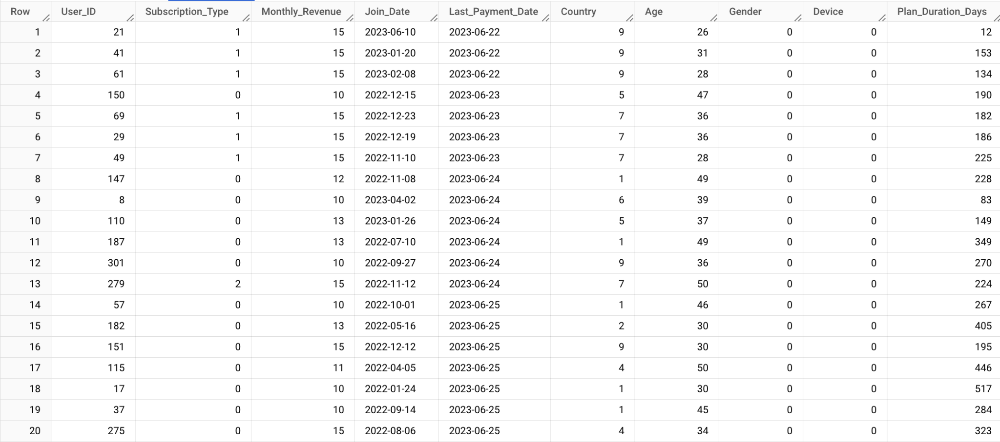 Row User_ID Subscription_Type Monthly_Revenue Join_Date Last_Payment_Date Country Age Gender Device Plan_Duration_Days
1 21 1 15 2023-06-10 2023-06-22 9 26 0 0 12
2 41 1 15 2023-01-20 2023-06-22 9 31 0 0 153
3 61 1 15 2023-02-08 2023-06-22 9 28 0 0 134
4 150 0 10 2022-12-15 2023-06-23 5 47 0 0 190
5 69 1 15 2022-12-23 2023-06-23 7 36 0 0 182
6 29 1 15 2022-12-19 2023-06-23 7 36 0 0 186
7 49 1 15 2022-11-10 2023-06-23 7 28 0 0 225
8 147 0 12 2022-11-08 2023-06-24 1 49 0 0 228
9 8 0 10 2023-04-02 2023-06-24 6 39 0 0 83
10 110 0 13 2023-01-26 2023-06-24 5 37 0 0 149
11 187 0 13 2022-07-10 2023-06-24 1 49 0 0 349
12 301 0 10 2022-09-27 2023-06-24 9 36 0 0 270
13 279 2 15 2022-11-12 2023-06-24 7 50 0 0 224
14 57 0 10 2022-10-01 2023-06-25 1 46 0 0 267
15 182 0 13 2022-05-16 2023-06-25 2 30 0 0 405
16 151 0 15 2022-12-12 2023-06-25 9 30 0 0 195
17 115 0 11 2022-04-05 2023-06-25 4 50 0 0 446
18 17 0 10 2022-01-24 2023-06-25 1 30 0 0 517
19 37 0 10 2022-09-14 2023-06-25 1 45 0 0 284
20 275 0 15 2022-08-06 2023-06-25 4 34 0 0 323